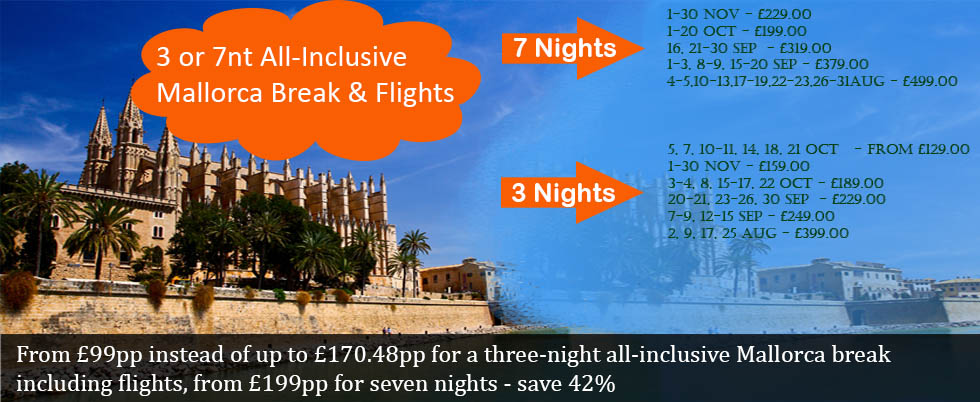 3 or 7nt All-Inclusive
Mallorca Break & Flights
7 Nights
1-30 NOV - £229.00
1-20 OCT - £199.00
16, 21-30 SEP - £319.00
1-3, 8-9, 15-20 SEP - £379.00
4-5,10-13,17-19,22-23,26-31AUG - £499.00
3 Nights
5, 7, 10-11, 14, 18, 21 OCT - FROM £129.00
1-30 NOV - £159.00
3-4, 8, 15-17, 22 OCT - £189.00
20-21, 23-26, 30 SEP - £229.00
7-9, 12-15 SEP - £249.00
2, 9, 17, 25 AUG - £399.00
From £99pp instead of up to £170.48pp for a three-night all-inclusive Mallorca break
including flights, from £199pp for seven nights - save 42%